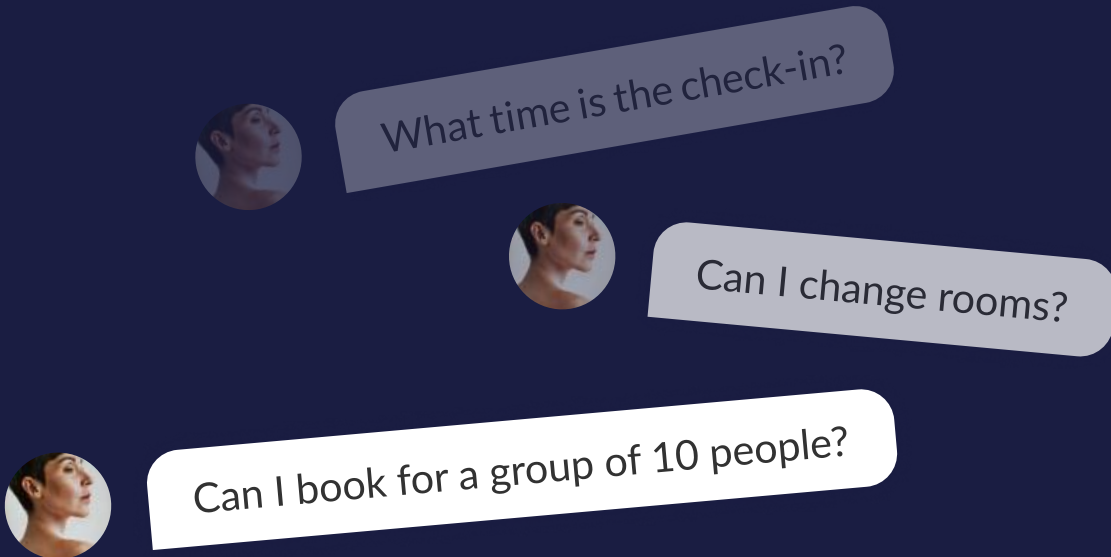 What time is the check-in?
Can I change rooms?
Can I book for a group of 10 people?